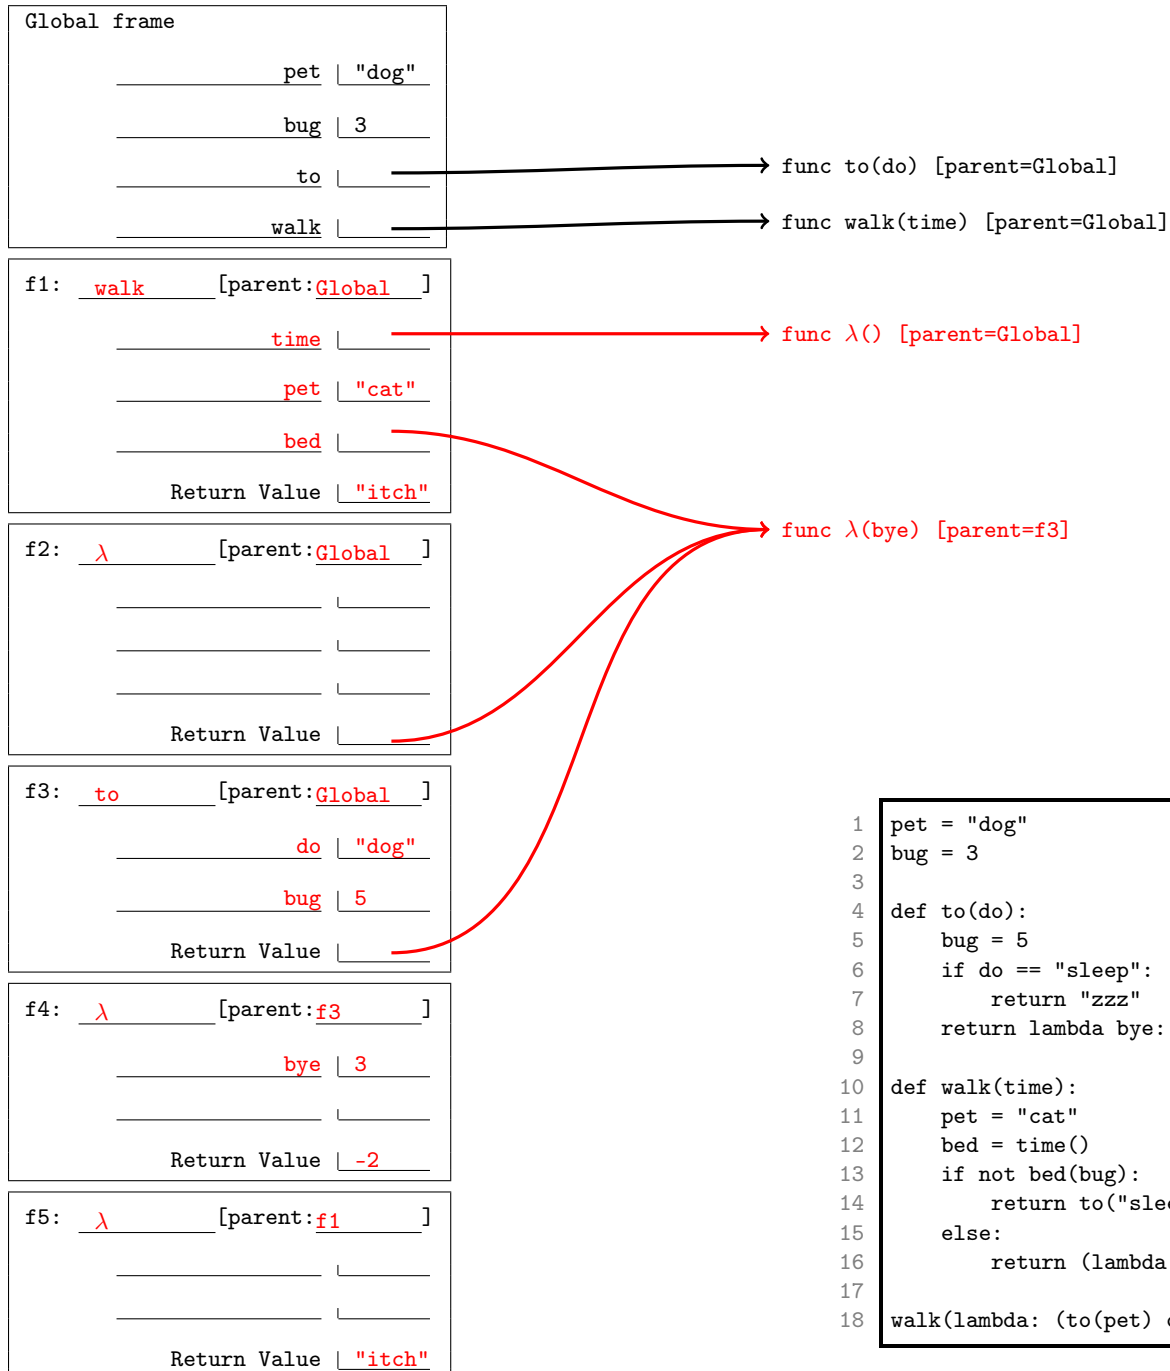 Global frame
pet "dog"
bug 3
to
func to(do) [parent=Global]
walk
func walk(time) [parent=Global]
f1: walk [parent:Global ]
time
func λ() [parent=Global]
pet "cat"
bed
Return Value "itch"
func λ(bye) [parent=f3]
f2: λ [parent:Global ]
Return Value
f3: to [parent:Global ]
do "dog"
bug 5
Return Value
f4: λ [parent:f3 ]
bye 3
Return Value -2
f5: λ [parent:f1 ]
Return Value "itch"
1 pet = "dog"
2 bug = 3
3
4 def to(do):
5     bug = 5
6     if do == "sleep":
7         return "zzz"
8     return lambda bye:
9
10 def walk(time):
11     pet = "cat"
12     bed = time()
13     if not bed(bug):
14         return to("slee
15     else:
16         return (lambda
17
18 walk(lambda: (to(pet)